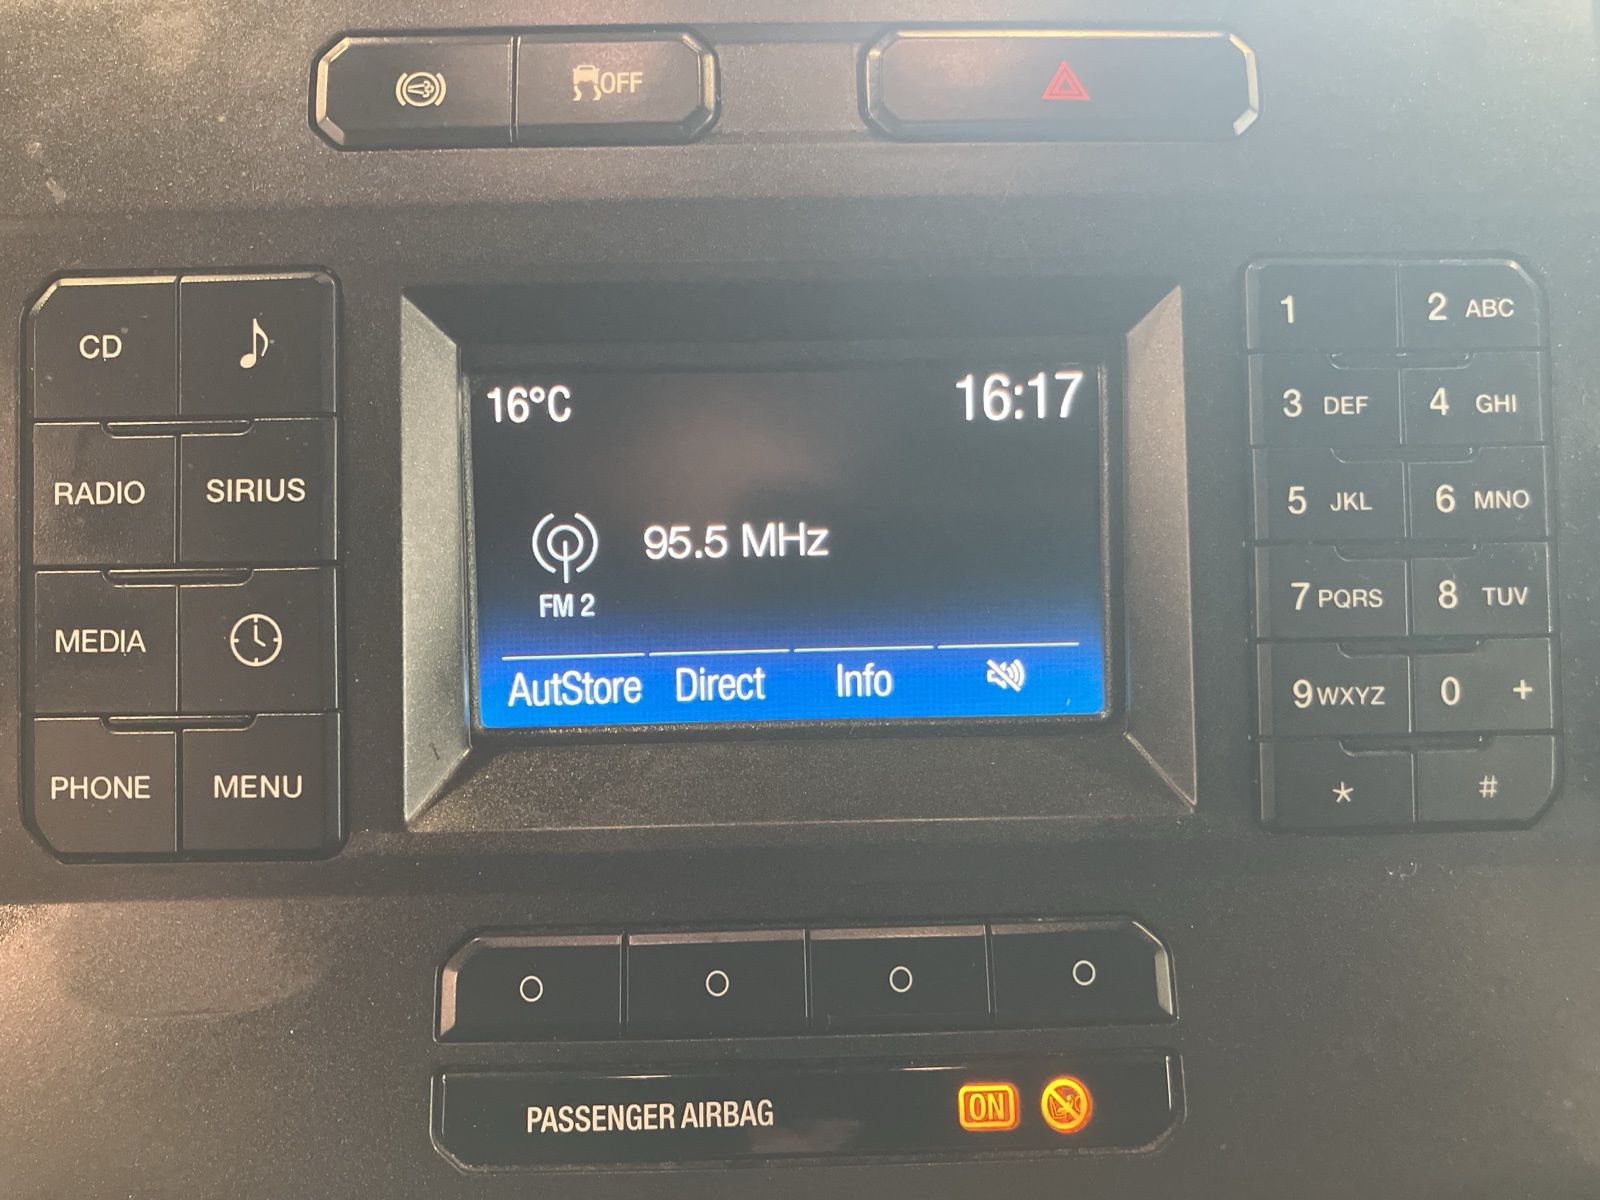 OFF
CD
RADIO SIRIUS
MEDIA
PHONE MENU
16°C 16:17
95.5 MHz
FM 2
AutStore Direct Info
1 2 ABC
3 DEF 4 GHI
5 JKL 6 MNO
7 PQRS 8 TUV
9 WXYZ 0 +
* #
PASSENGER AIRBAG ON